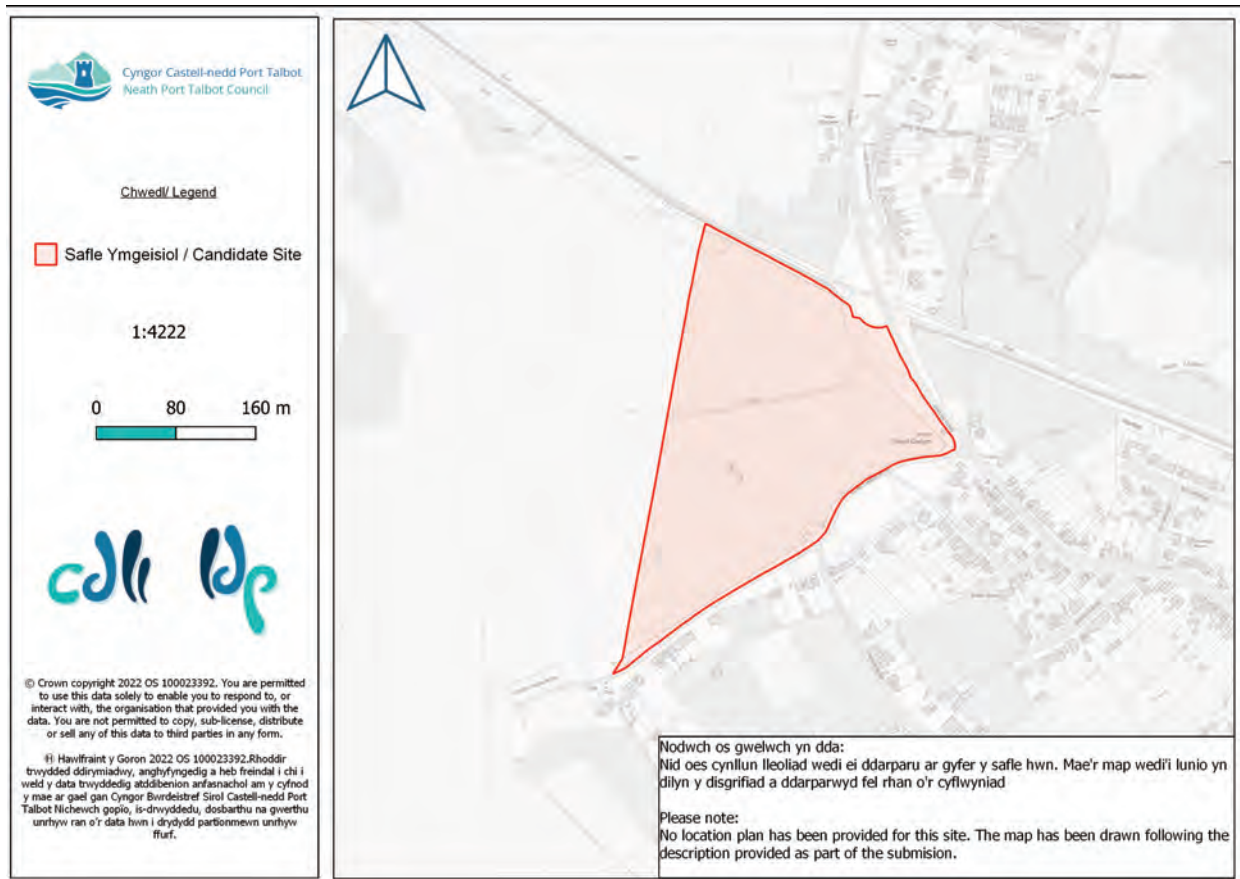 Cyngor Castell-nedd Port Talbot
Neath Port Talbot Council
Chwedl/ Legend
Safle Ymgeisiol / Candidate Site
1:4222
0 80 160 m
cdll ldp
© Crown copyright 2022 OS 100023392. You are permitted
to use this data solely to enable you to respond to, or
interact with, the organisation that provided you with the
data. You are not permitted to copy, sub-license, distribute
or sell any of this data to third parties in any form.
Hawlfraint y Goron 2022 OS 100023392.Rhoddir
trwydded ddirymiadwy, anghyfyngedig a heb freindal i chi i
weld y data trwyddedig atddibenion anfasnachol am y cyfnod
y mae ar gael gan Cyngor Bwrdeistref Sirol Castell-nedd Port
Talbot Nichewch gopïo, is-drwyddedu, dosbarthu na gwerthu
unrhyw ran o'r data hwn i drydydd partïonmewn unrhyw
ffurf.
Nodwch os gwelwch yn dda:
Nid oes cynllun lleoliad wedi ei ddarparu ar gyfer y safle hwn. Mae'r map wedi'i lunio yn
dilyn y disgrifiad a ddarparwyd fel rhan o'r cyflwyniad
Please note:
No location plan has been provided for this site. The map has been drawn following the
description provided as part of the submision.